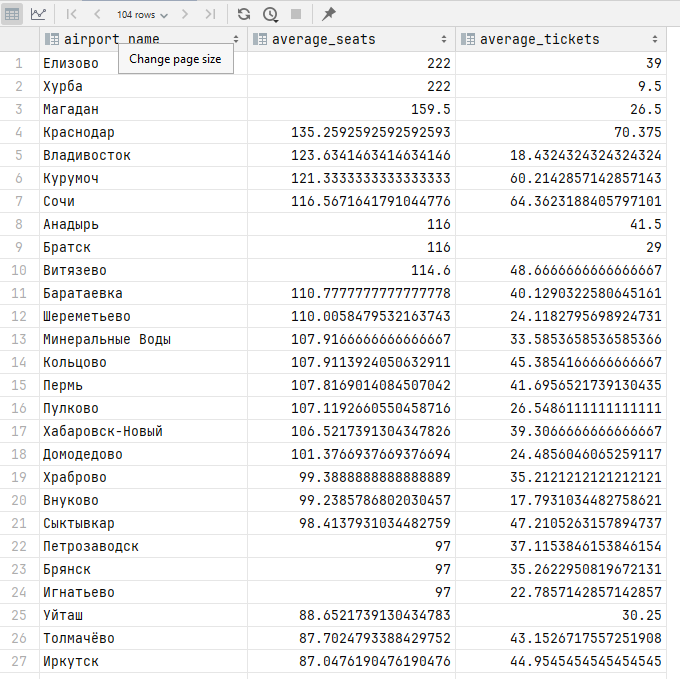 104 rows
airport_name average_seats average_tickets
Change page size
1 Елизово 222 39
2 Хурба 222 9.5
3 Магадан 159.5 26.5
4 Краснодар 135.2592592592592593 70.375
5 Владивосток 123.6341463414634146 18.4324324324324324
6 Курумоч 121.3333333333333333 60.2142857142857143
7 Сочи 116.5671641791044776 64.3623188405797101
8 Анадырь 116 41.5
9 Братск 116 29
10 Витязево 114.6 48.6666666666666667
11 Баратаевка 110.7777777777777778 40.1290322580645161
12 Шереметьево 110.0058479532163743 24.1182795698924731
13 Минеральные Воды 107.9166666666666667 33.5853658536585366
14 Кольцово 107.9113924050632911 45.3854166666666667
15 Пермь 107.8169014084507042 41.6956521739130435
16 Пулково 107.1192660550458716 26.5486111111111111
17 Хабаровск-Новый 106.5217391304347826 39.3066666666666667
18 Домодедово 101.3766937669376694 24.4856046065259117
19 Храброво 99.3888888888888889 35.2121212121212121
20 Внуково 99.2385786802030457 17.7931034482758621
21 Сыктывкар 98.4137931034482759 47.2105263157894737
22 Петрозаводск 97 37.1153846153846154
23 Брянск 97 35.2622950819672131
24 Игнатьево 97 22.7857142857142857
25 Уйташ 88.6521739130434783 30.25
26 Толмачёво 87.7024793388429752 43.1526717557251908
27 Иркутск 87.0476190476190476 44.9545454545454545